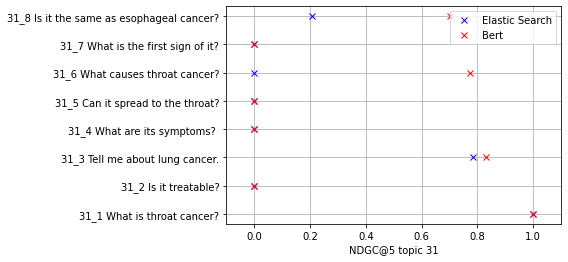 31_8 Is it the same as esophageal cancer?
31_7 What is the first sign of it?
31_6 What causes throat cancer?
31_5 Can it spread to the throat?
31_4 What are its symptoms?
31_3 Tell me about lung cancer.
31_2 Is it treatable?
31_1 What is throat cancer?
Elastic Search
Bert
0.0 0.2 0.4 0.6 0.8 1.0
NDGC@5 topic 31